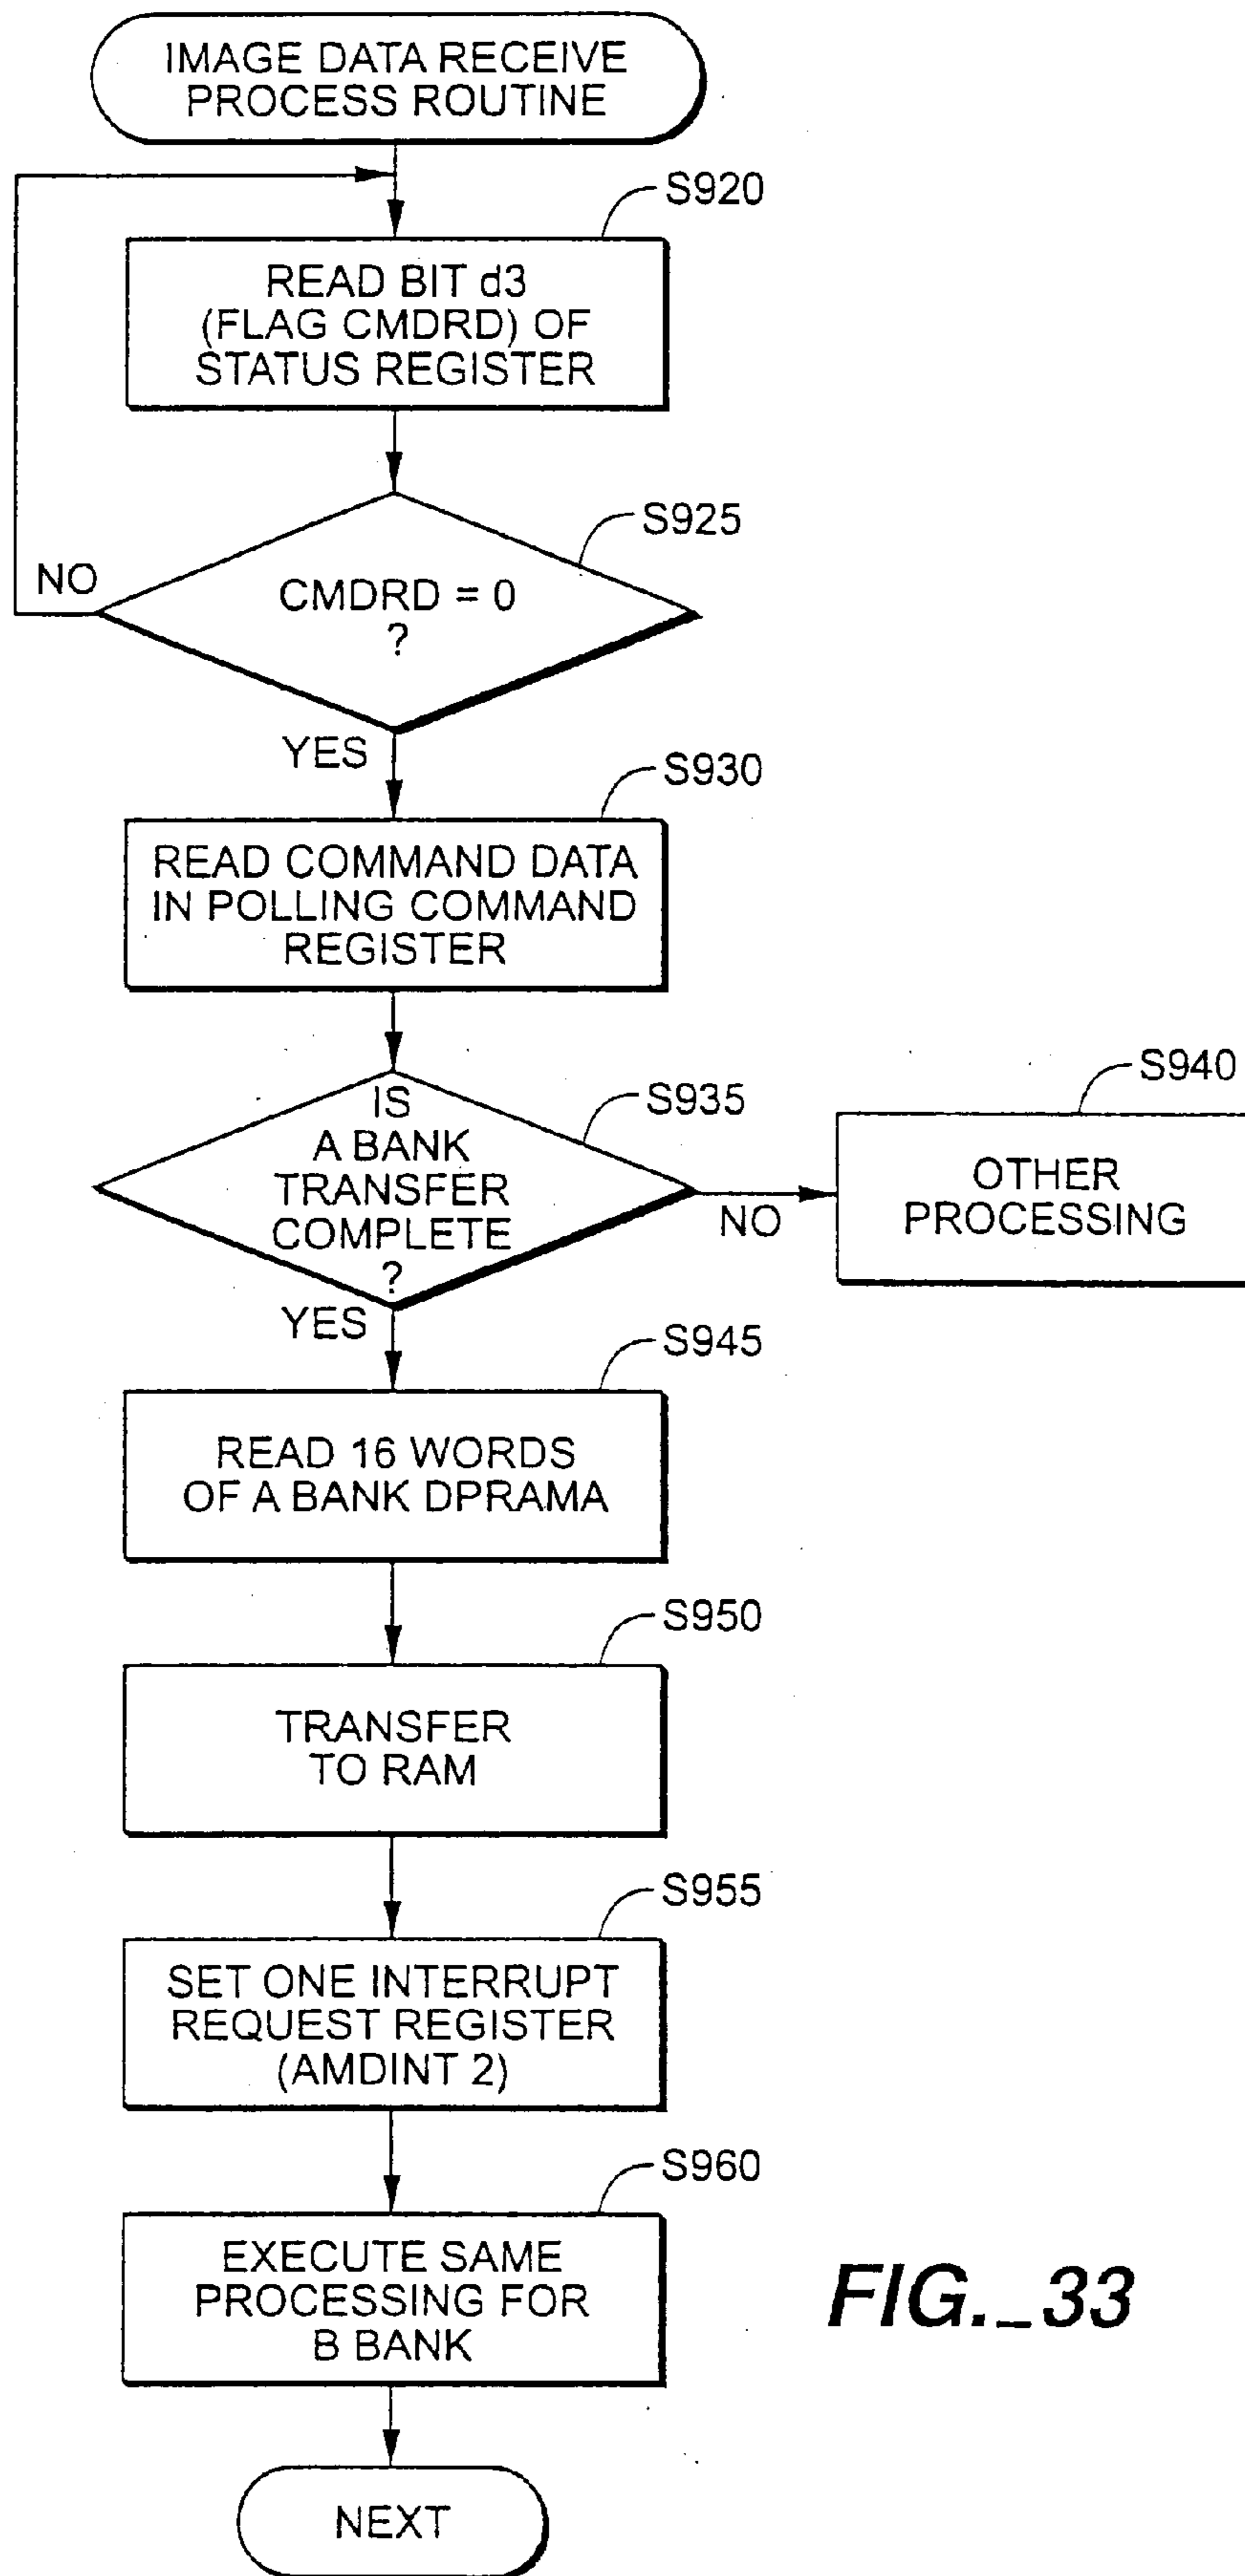 IMAGE DATA RECEIVE
PROCESS ROUTINE
S920
READ BIT d3
(FLAG CMDRD) OF
STATUS REGISTER
S925
NO
CMDRD = 0
?
YES
S930
READ COMMAND DATA
IN POLLING COMMAND
REGISTER
S935
IS
A BANK
TRANSFER
COMPLETE
?
NO
S940
OTHER
PROCESSING
YES
S945
READ 16 WORDS
OF A BANK DPRAMA
S950
TRANSFER
TO RAM
S955
SET ONE INTERRUPT
REQUEST REGISTER
(AMDINT 2)
S960
EXECUTE SAME
PROCESSING FOR
B BANK
NEXT
FIG._33